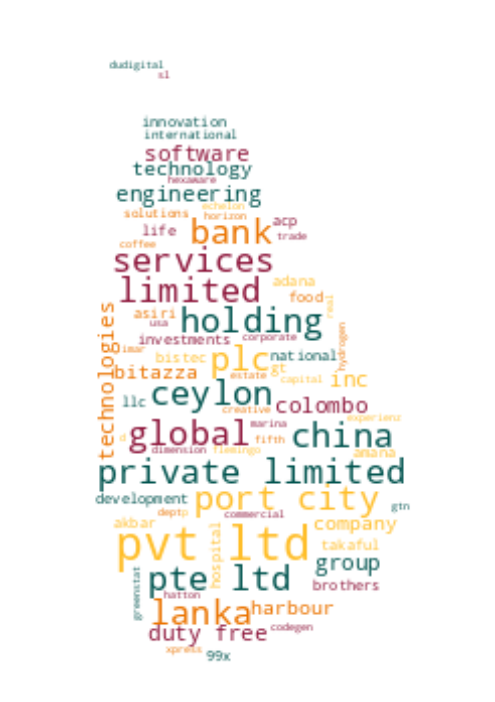 dudigital
sl
innovation
international
software
technology
hexaware
engineering
echelon
solutions horizon
life bank acp
trade
coffee
services
limited adana
food
asiri holding real
usa
technologies
investments corporate hydrogen
bistec plc national
bitazza estate gt
capital inc
llc ceylon
creative colombo
marina experienz
global fifth china
d
dimension flamingo amana
private limited
development port city
gtn
deptp commercial
akbar company
pvt ltd
hospital takaful
pte ltd group
greenstat brothers
hatton
lanka harbour
duty free codegen
xpress 99x